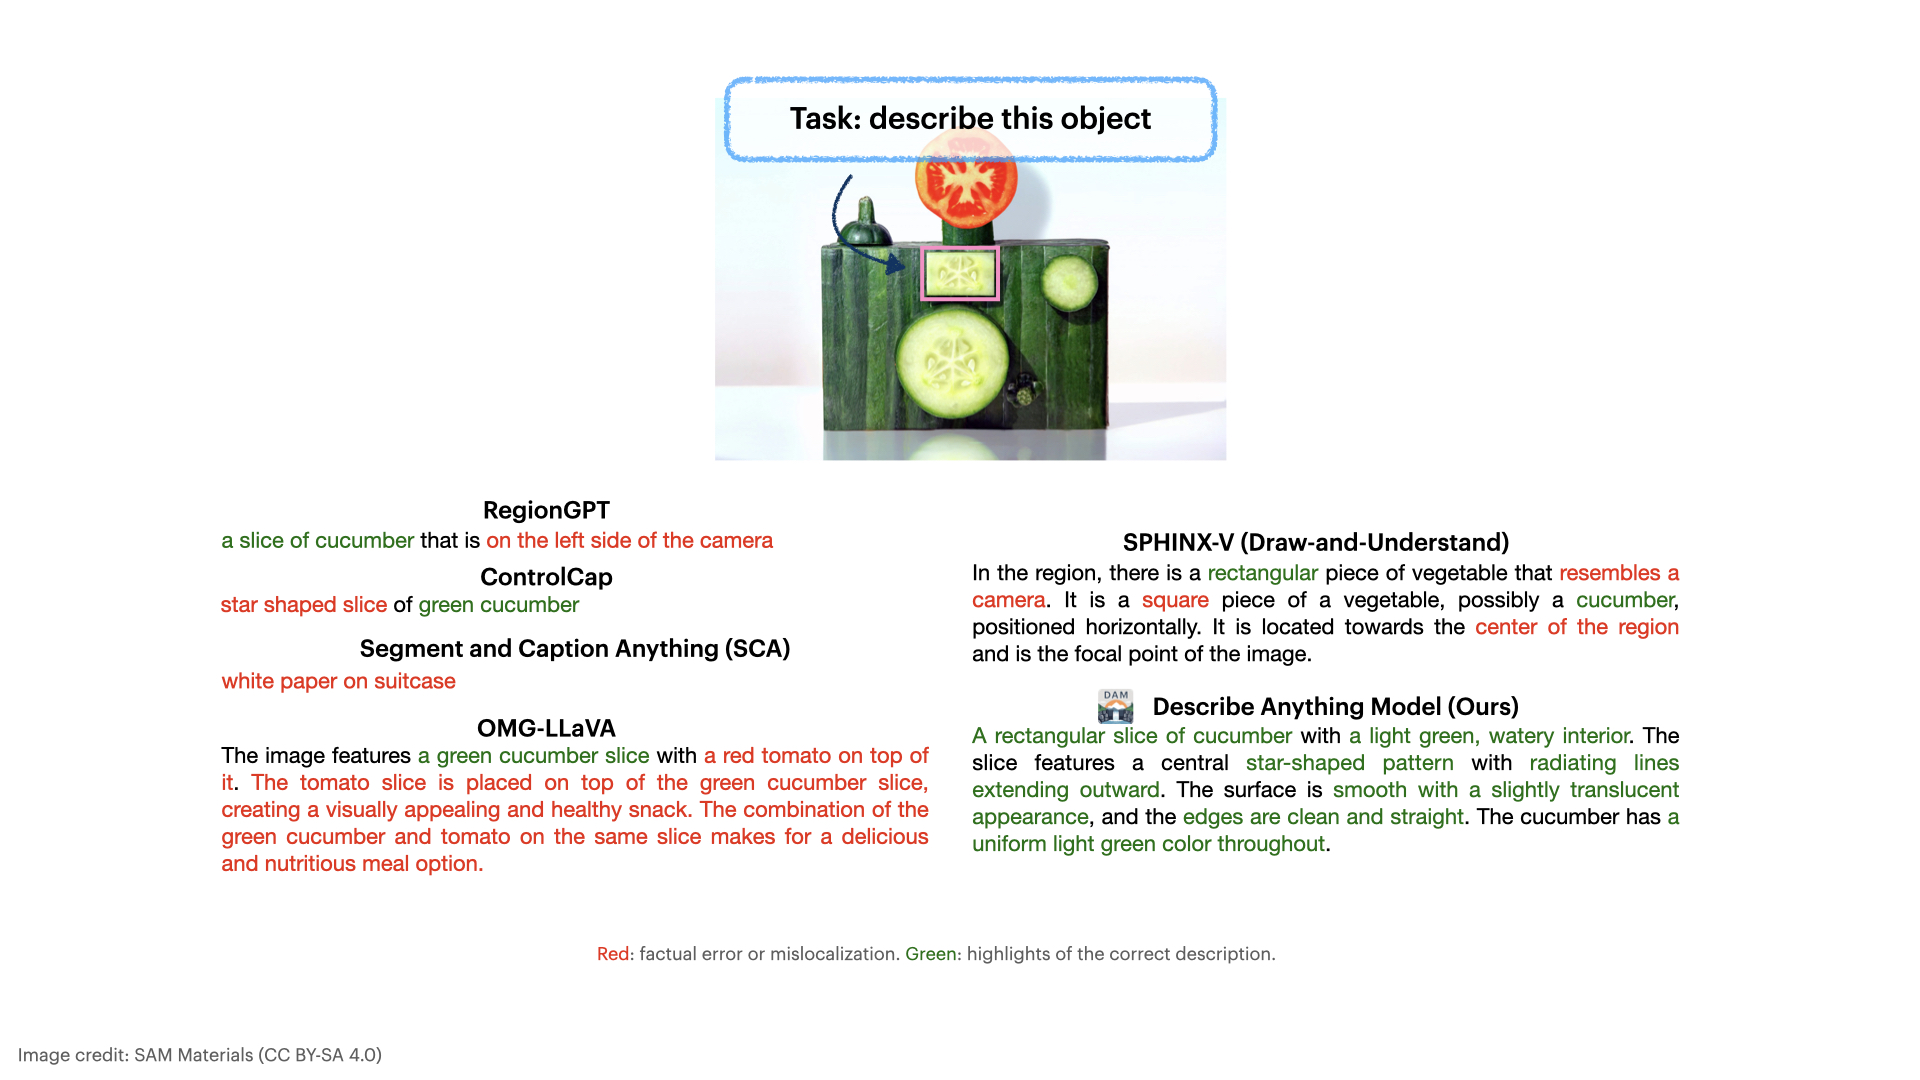 Task: describe this object
RegionGPT
a slice of cucumber that is on the left side of the camera
ControlCap
star shaped slice of green cucumber
Segment and Caption Anything (SCA)
white paper on suitcase
OMG-LLaVA
The image features a green cucumber slice with a red tomato on top of
it. The tomato slice is placed on top of the green cucumber slice,
creating a visually appealing and healthy snack. The combination of the
green cucumber and tomato on the same slice makes for a delicious
and nutritious meal option.
SPHINX-V (Draw-and-Understand)
In the region, there is a rectangular piece of vegetable that resembles a
camera. It is a square piece of a vegetable, possibly a cucumber,
positioned horizontally. It is located towards the center of the region
and is the focal point of the image.
DAM
Describe Anything Model (Ours)
A rectangular slice of cucumber with a light green, watery interior. The
slice features a central star-shaped pattern with radiating lines
extending outward. The surface is smooth with a slightly translucent
appearance, and the edges are clean and straight. The cucumber has a
uniform light green color throughout.
Red: factual error or mislocalization. Green: highlights of the correct description.
Image credit: SAM Materials (CC BY-SA 4.0)